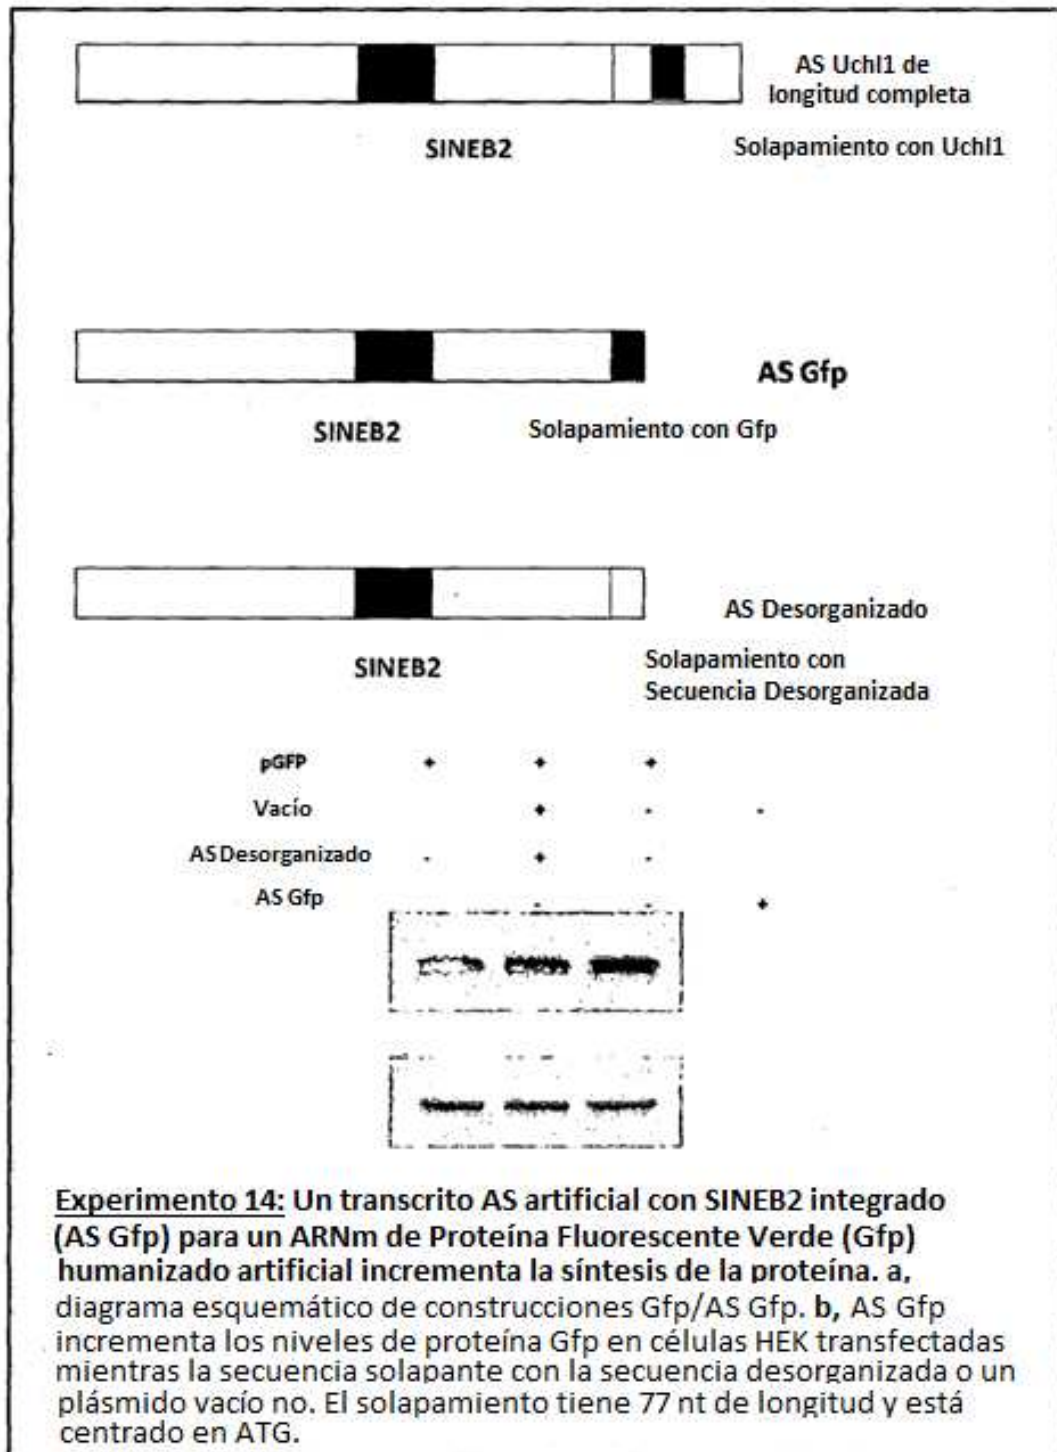 AS Uchl1 de
longitud completa
SINEB2
Solapamiento con Uchl1
AS Gfp
SINEB2
Solapamiento con Gfp
AS Desorganizado
SINEB2
Solapamiento con
Secuencia Desorganizada
pGFP + + +
Vacío + - -
AS Desorganizado - + -
AS Gfp - - +
Experimento 14: Un transcrito AS artificial con SINEB2 integrado
(AS Gfp) para un ARNm de Proteína Fluorescente Verde (Gfp)
humanizado artificial incrementa la síntesis de la proteína. a,
diagrama esquemático de construcciones Gfp/AS Gfp. b, AS Gfp
incrementa los niveles de proteína Gfp en células HEK transfectadas
mientras la secuencia solapante con la secuencia desorganizada o un
plásmido vacío no. El solapamiento tiene 77 nt de longitud y está
centrado en ATG.